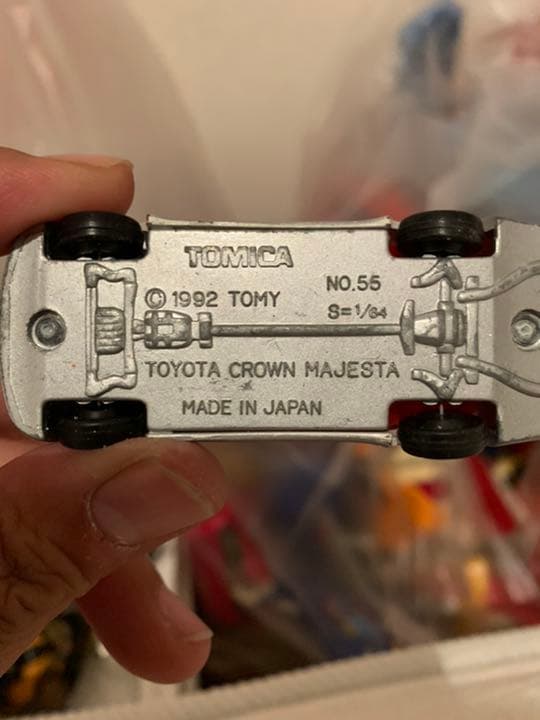 TOMICA
© 1992 TOMY
NO.55
S=1/64
TOYOTA CROWN MAJESTA
MADE IN JAPAN